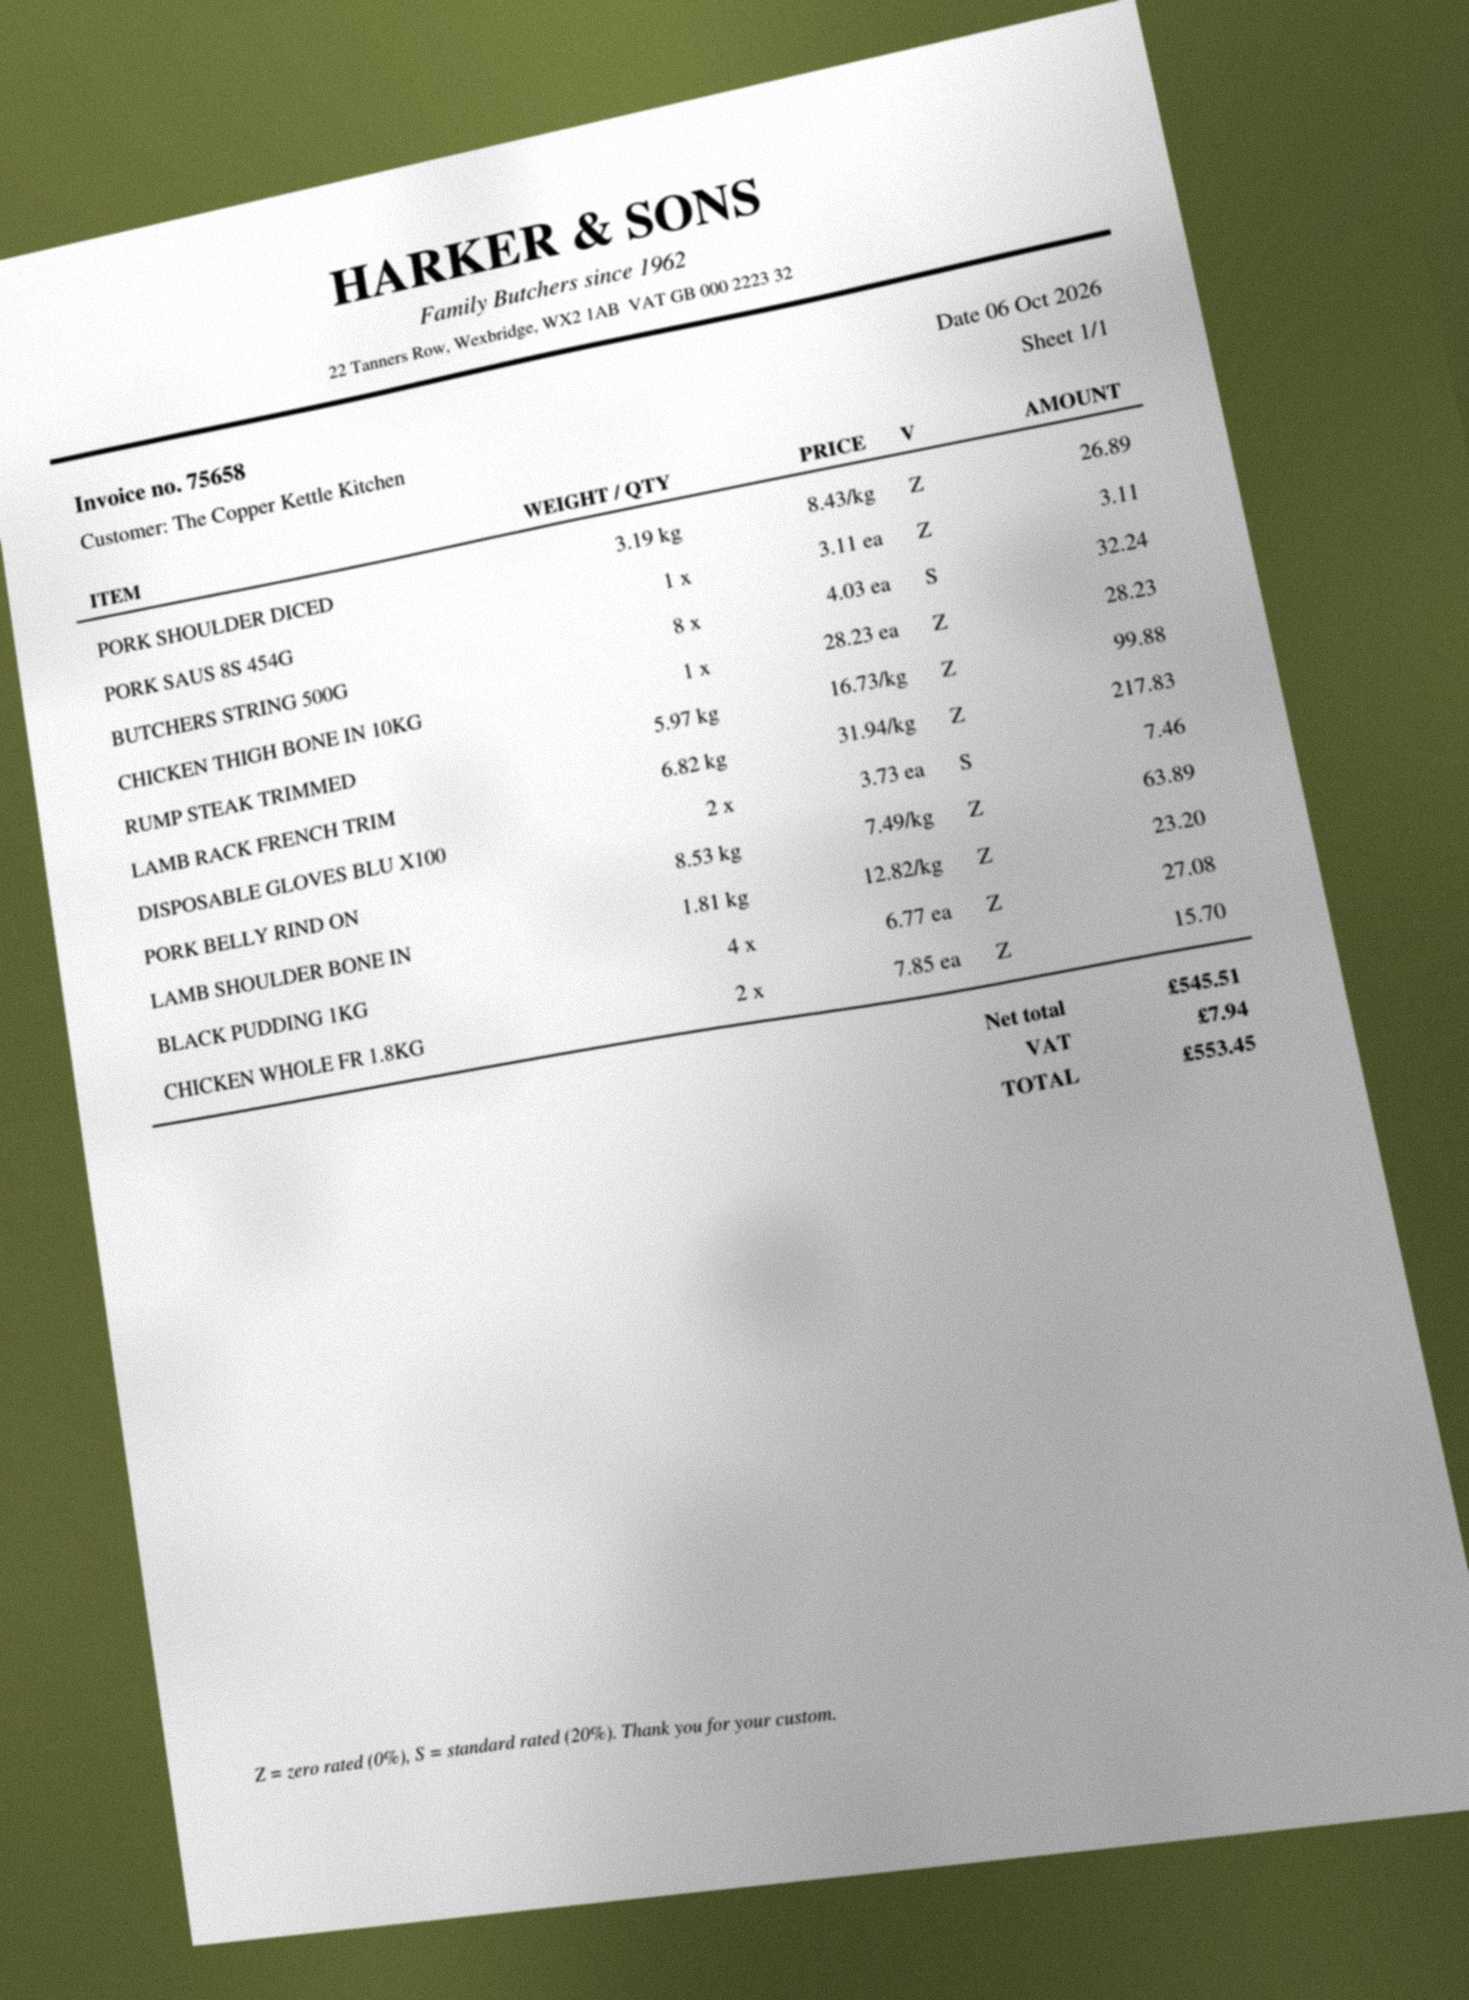 HARKER & SONS
Family Butchers since 1962
22 Tanners Row, Wexbridge, WX2 1AB VAT GB 000 2223 32
Invoice no. 75658 Date 06 Oct 2026
Customer: The Copper Kettle Kitchen Sheet 1/1
ITEM WEIGHT / QTY PRICE V AMOUNT
PORK SHOULDER DICED 3.19 kg 8.43/kg Z 26.89
PORK SAUS 8S 454G 1 x 3.11 ea Z 3.11
BUTCHERS STRING 500G 8 x 4.03 ea S 32.24
CHICKEN THIGH BONE IN 10KG 1 x 28.23 ea Z 28.23
RUMP STEAK TRIMMED 5.97 kg 16.73/kg Z 99.88
LAMB RACK FRENCH TRIM 6.82 kg 31.94/kg Z 217.83
DISPOSABLE GLOVES BLU X100 2 x 3.73 ea S 7.46
PORK BELLY RIND ON 8.53 kg 7.49/kg Z 63.89
LAMB SHOULDER BONE IN 1.81 kg 12.82/kg Z 23.20
BLACK PUDDING 1KG 4 x 6.77 ea Z 27.08
CHICKEN WHOLE FR 1.8KG 2 x 7.85 ea Z 15.70
Net total £545.51
VAT £7.94
TOTAL £553.45
Z = zero rated (0%), S = standard rated (20%). Thank you for your custom.